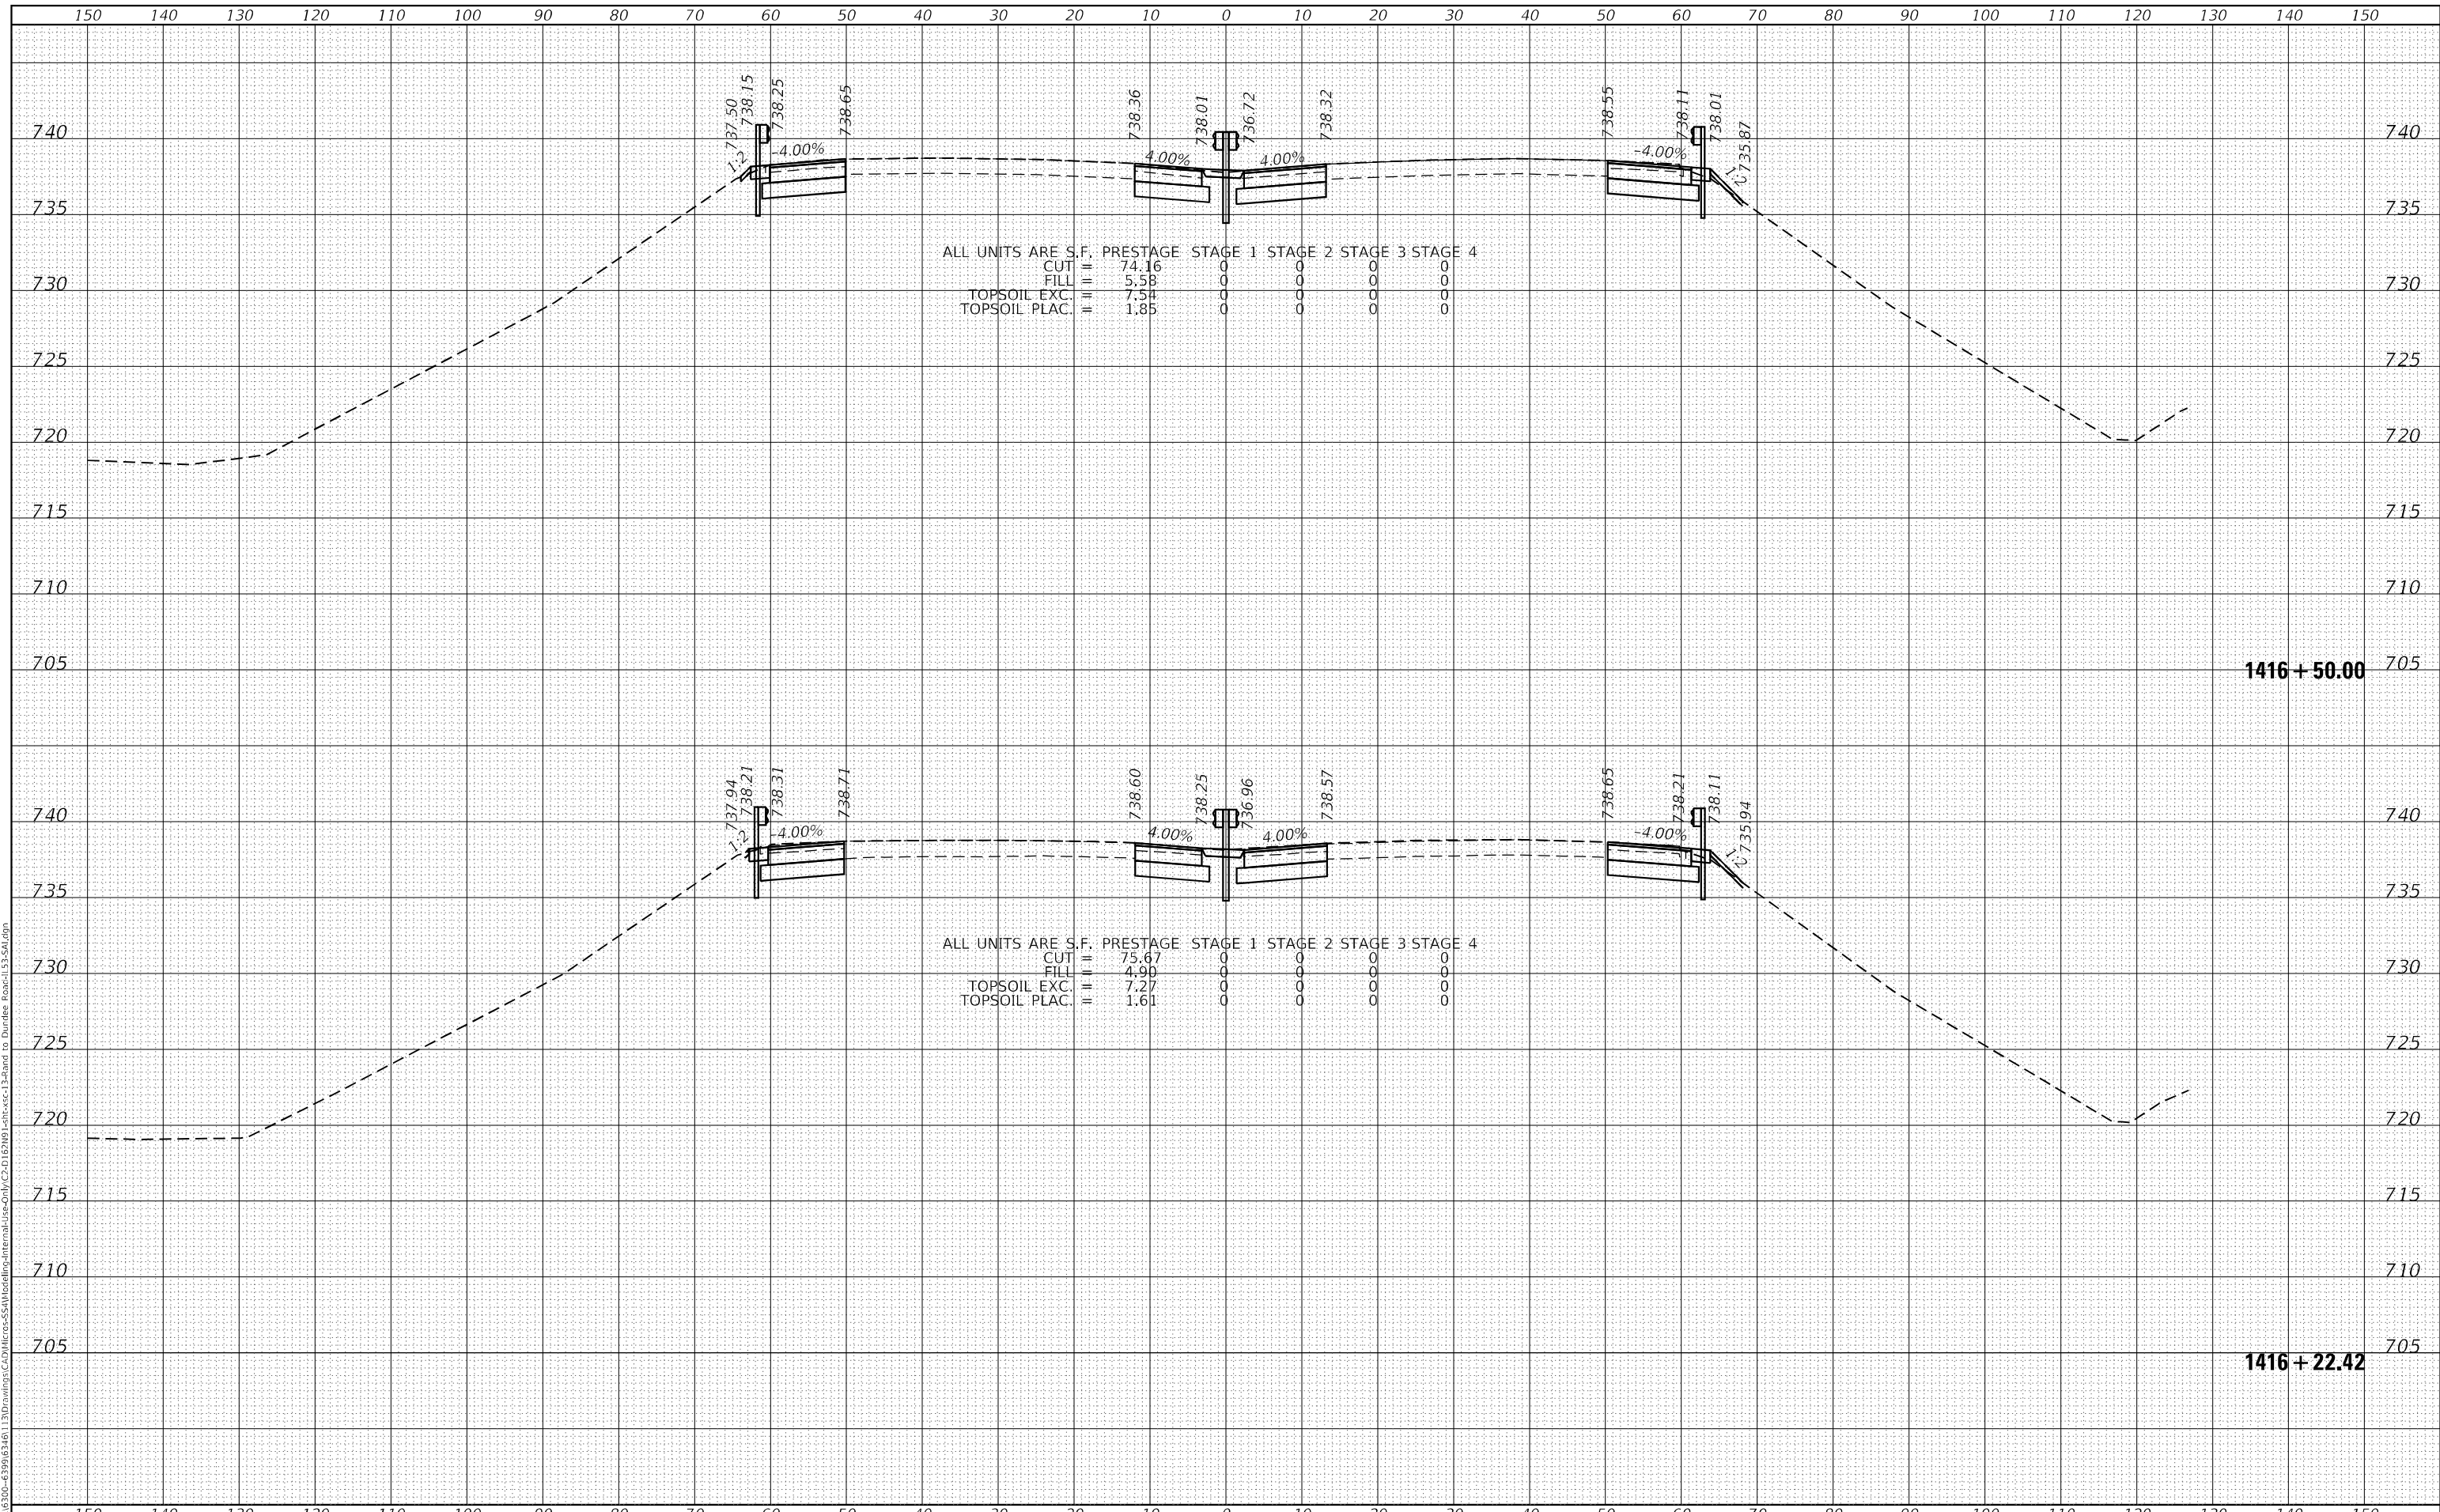 150 140 130 120 110 100 90 80 70 60 50 40 30 20 10 0 10 20 30 40 50 60 70 80 90 100 110 120 130 140 150
737.50 738.15 738.25 738.65 738.36 738.01 736.72 738.32 738.55 738.11 738.01 735.87
740 740
1:2 -4.00% 4.00% 4.00% -4.00% 1:2
735 735
ALL UNITS ARE S.F. PRESTAGE STAGE 1 STAGE 2 STAGE 3 STAGE 4
CUT = 74.16 0 0 0 0
FILL = 5.58 0 0 0 0
TOPSOIL EXC. = 7.54 0 0 0 0
TOPSOIL PLAC. = 1.85 0 0 0 0
730 730
725 725
720 720
715 715
710 710
705 705
1416+50.00
737.94 738.21 738.31 738.71 738.60 738.25 736.96 738.57 738.65 738.21 738.11 735.94
740 740
1:2 -4.00% 4.00% 4.00% -4.00% 1:2
735 735
ALL UNITS ARE S.F. PRESTAGE STAGE 1 STAGE 2 STAGE 3 STAGE 4
CUT = 75.67 0 0 0 0
FILL = 4.90 0 0 0 0
TOPSOIL EXC. = 7.27 0 0 0 0
TOPSOIL PLAC. = 1.61 0 0 0 0
730 730
725 725
720 720
715 715
710 710
705 705
1416+22.42
150 140 130 120 110 100 90 80 70 60 50 40 30 20 10 0 10 20 30 40 50 60 70 80 90 100 110 120 130 140 150